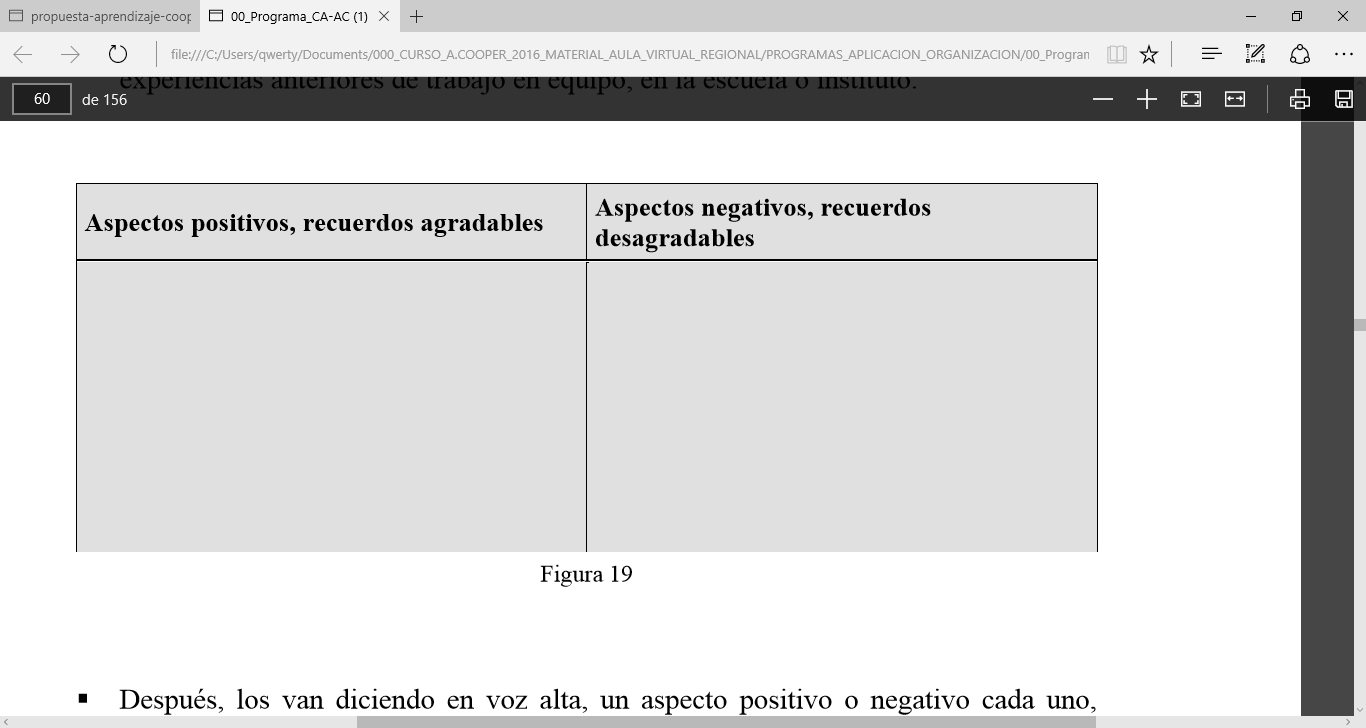 propuesta-aprendizaje-coop
00_Programa_CA-AC (1)
file:///C:/Users/qwerty/Documents/000_CURSO_A.COOPER_2016_MATERIAL_AULA_VIRTUAL_REGIONAL/PROGRAMAS_APLICACION_ORGANIZACION/00_Program
experiencias anteriores de trabajo en equipo, en la escuela o instituto.
60 de 156
Aspectos positivos, recuerdos agradables
Aspectos negativos, recuerdos
desagradables
Figura 19
▪ Después, los van diciendo en voz alta, un aspecto positivo o negativo cada uno,